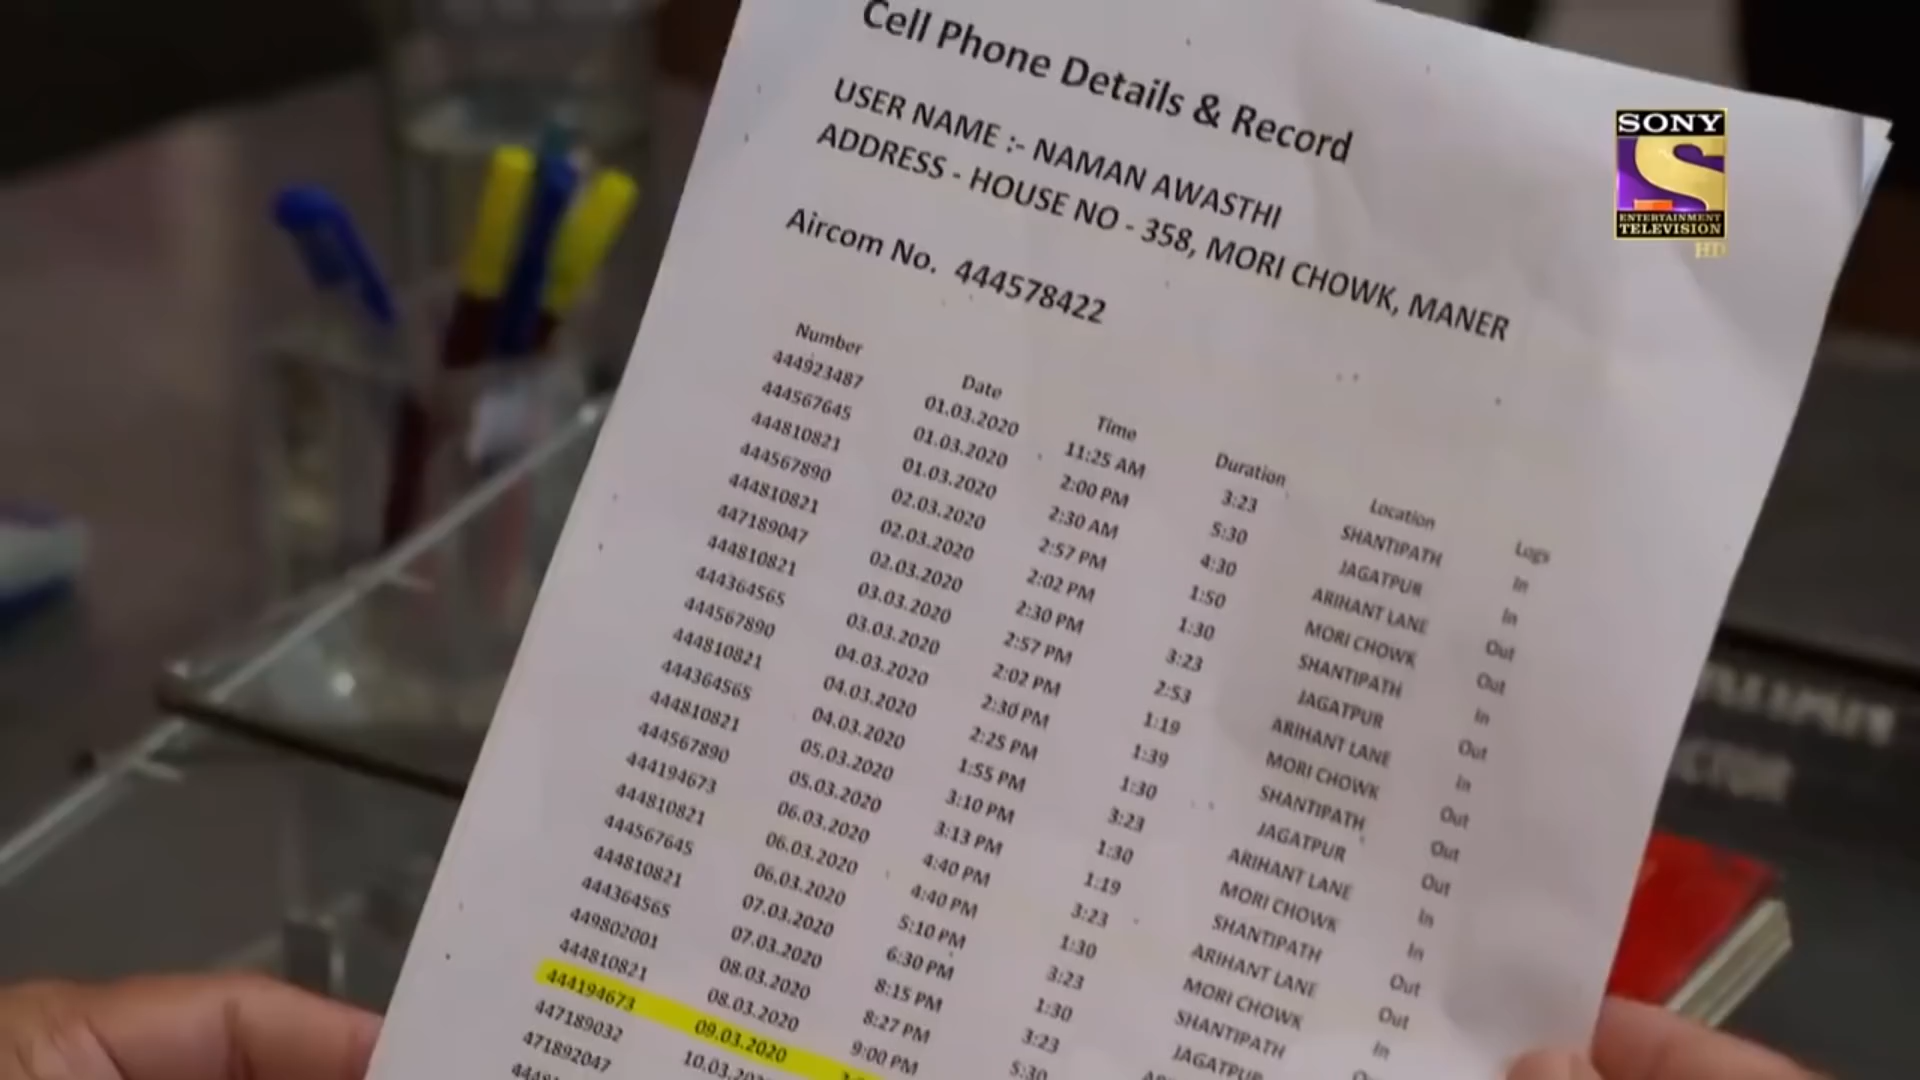 Cell Phone Details & Record
USER NAME :- NAMAN AWASTHI
ADDRESS - HOUSE NO - 358, MORI CHOWK, MANER
Aircom No. 444578422
Number Date Time Duration Location Logs
444923487 01.03.2020 11:25 AM 3:23 SHANTIPATH In
444567645 01.03.2020 2:00 PM 5:30 JAGATPUR In
444810821 01.03.2020 2:30 AM 4:30 ARIHANT LANE Out
444567890 02.03.2020 2:57 PM 1:50 MORI CHOWK Out
444810821 02.03.2020 2:02 PM 1:30 SHANTIPATH In
447189047 02.03.2020 2:30 PM 3:23 JAGATPUR Out
444810821 03.03.2020 2:57 PM 2:53 ARIHANT LANE In
444364565 03.03.2020 2:02 PM 1:19 MORI CHOWK Out
444567890 04.03.2020 2:30 PM 1:39 SHANTIPATH Out
444810821 04.03.2020 2:25 PM 1:30 JAGATPUR Out
444364565 04.03.2020 1:55 PM 3:23 ARIHANT LANE In
444810821 05.03.2020 3:10 PM 1:30 MORI CHOWK In
444567890 05.03.2020 3:13 PM 1:19 SHANTIPATH Out
444194673 06.03.2020 4:40 PM 3:23 ARIHANT LANE Out
444810821 06.03.2020 4:40 PM 1:30 MORI CHOWK In
444567645 06.03.2020 5:10 PM 3:23 SHANTIPATH
444810821 07.03.2020 6:30 PM 1:30 JAGATPUR
444364565 07.03.2020 8:15 PM 3:23
449802001 08.03.2020 8:27 PM 5:30
444810821 08.03.2020 9:00 PM
444194673 09.03.2020
447189032
471892047
SONY
ENTERTAINMENT
TELEVISION
HD